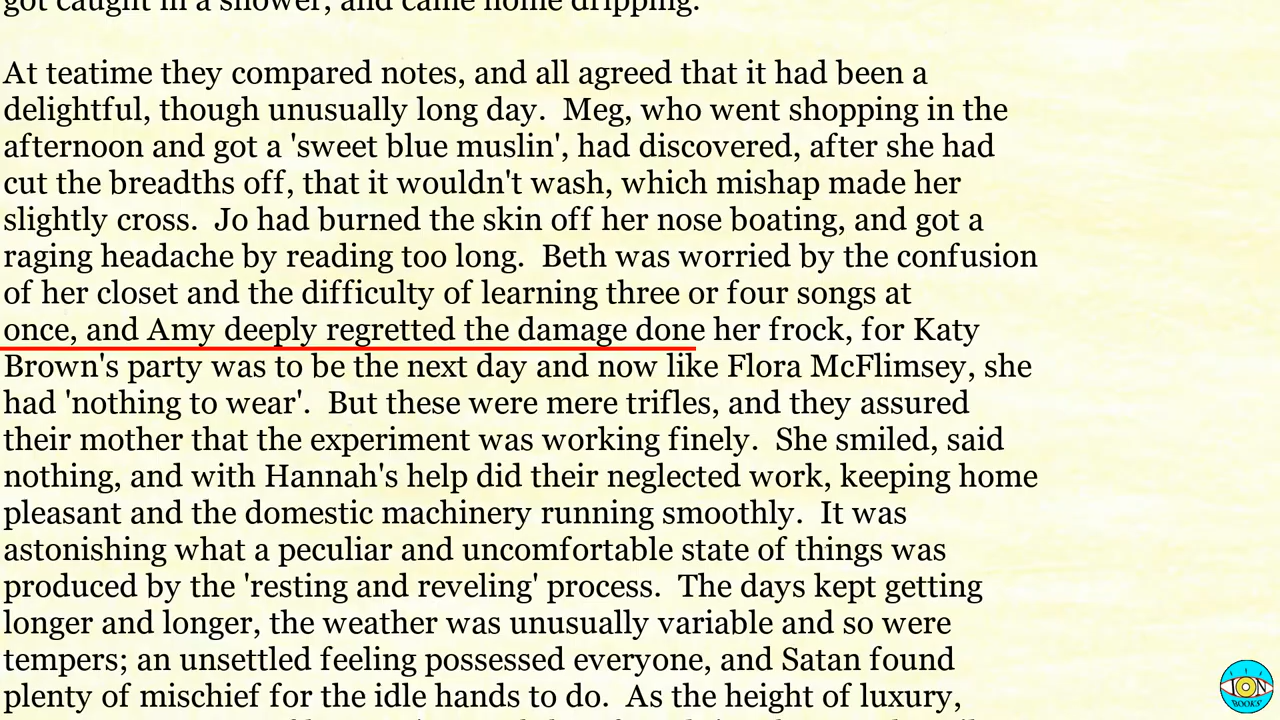 got caught in a shower, and came home dripping.
At teatime they compared notes, and all agreed that it had been a
delightful, though unusually long day.  Meg, who went shopping in the
afternoon and got a 'sweet blue muslin', had discovered, after she had
cut the breadths off, that it wouldn't wash, which mishap made her
slightly cross.  Jo had burned the skin off her nose boating, and got a
raging headache by reading too long.  Beth was worried by the confusion
of her closet and the difficulty of learning three or four songs at
once, and Amy deeply regretted the damage done her frock, for Katy
Brown's party was to be the next day and now like Flora McFlimsey, she
had 'nothing to wear'.  But these were mere trifles, and they assured
their mother that the experiment was working finely.  She smiled, said
nothing, and with Hannah's help did their neglected work, keeping home
pleasant and the domestic machinery running smoothly.  It was
astonishing what a peculiar and uncomfortable state of things was
produced by the 'resting and reveling' process.  The days kept getting
longer and longer, the weather was unusually variable and so were
tempers; an unsettled feeling possessed everyone, and Satan found
plenty of mischief for the idle hands to do.  As the height of luxury,
ION
BOOKS